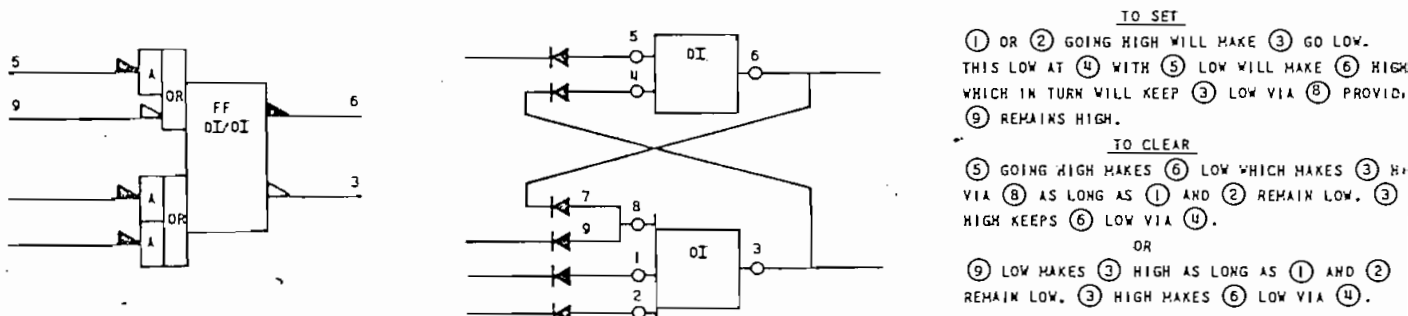 5
9
A
OR
FF
DI/DI
6
3
A
OR
A
5
4
DI
6
7
8
9
1
2
DI
3
TO SET
① OR ② GOING HIGH WILL MAKE ③ GO LOW.
THIS LOW AT ④ WITH ⑤ LOW WILL MAKE ⑥ HIGH
WHICH IN TURN WILL KEEP ③ LOW VIA ⑧
⑨ REMAINS HIGH.
TO CLEAR
⑤ GOING HIGH MAKES ⑥ LOW WHICH MAKES ③
VIA ⑧ AS LONG AS ① AND ② REMAIN LOW. ③
HIGH KEEPS ⑥ LOW VIA ④.
OR
⑨ LOW MAKES ③ HIGH AS LONG AS ① AND ②
REMAIN LOW. ③ HIGH MAKES ⑥ LOW VIA ④.